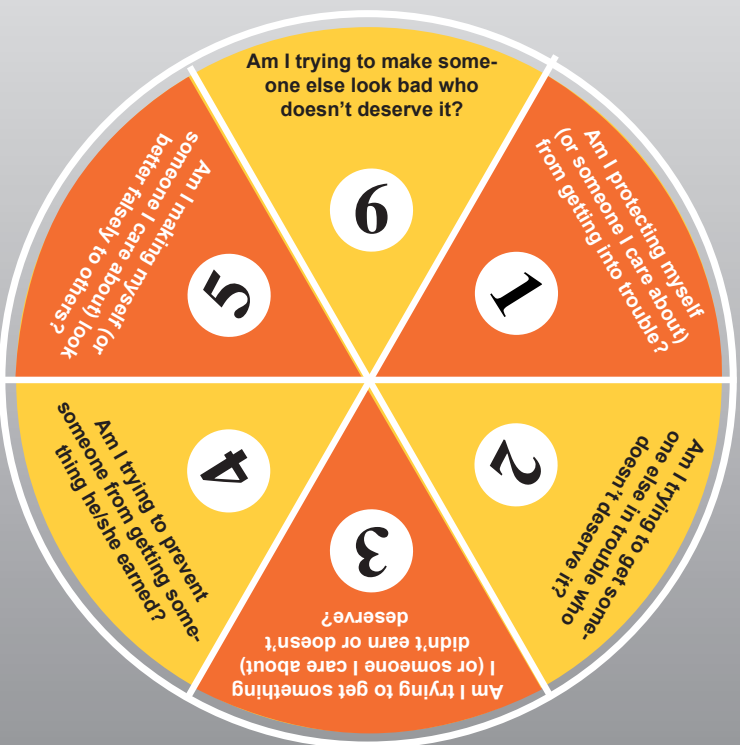 Am I protecting myself
(or someone I care about)
from getting into trouble?
1
Am I trying to get some-
one else in trouble who
doesn't deserve it?
2
Am I trying to get something
I (or someone I care about)
didn't earn or doesn't
deserve?
3
Am I trying to prevent
someone from getting some-
thing he/she earned?
4
Am I making myself (or
someone I care about) look
better falsely to others?
5
Am I trying to make some-
one else look bad who
doesn't deserve it?
6